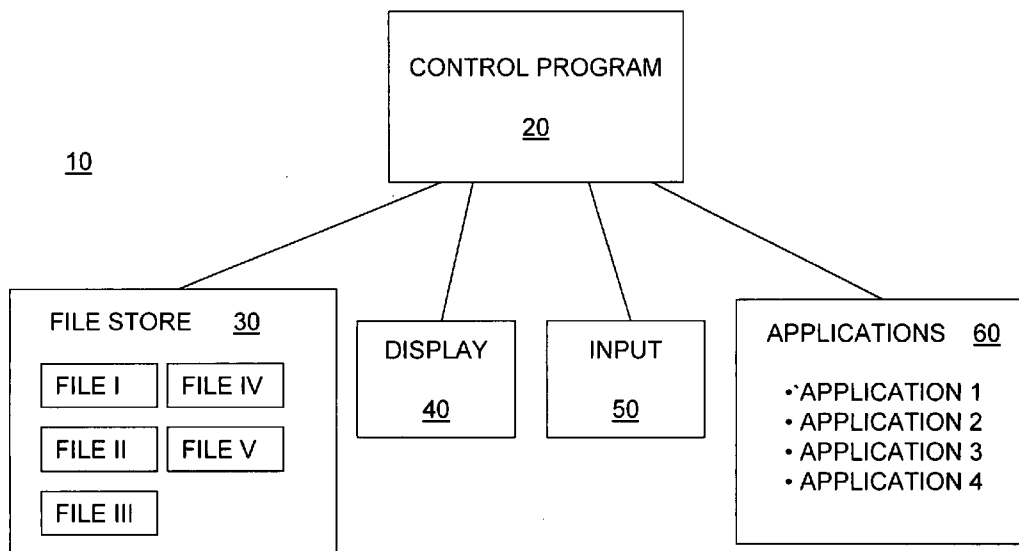 CONTROL PROGRAM
20
10
FILE STORE 30
FILE I
FILE IV
FILE II
FILE V
FILE III
DISPLAY
40
INPUT
50
APPLICATIONS 60
• APPLICATION 1
• APPLICATION 2
• APPLICATION 3
• APPLICATION 4